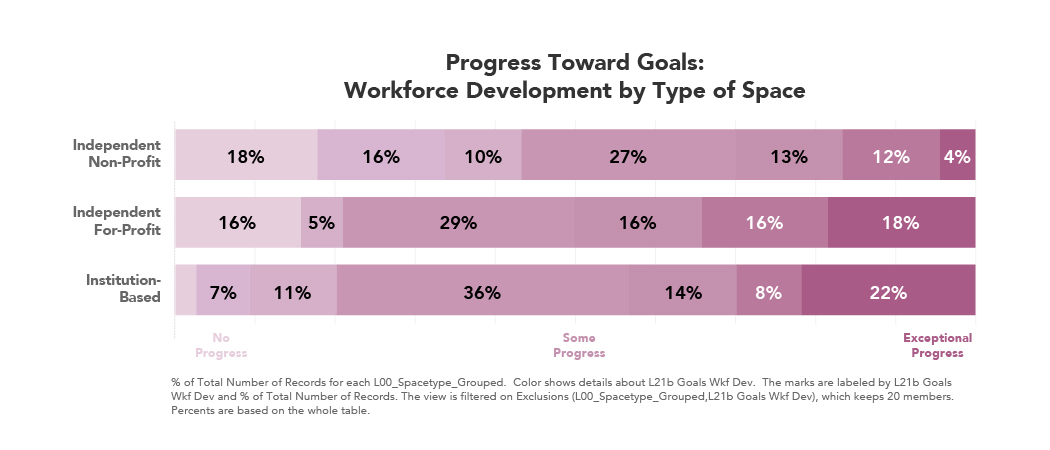 Progress Toward Goals:
Workforce Development by Type of Space
Independent
Non-Profit
18% 16% 10% 27% 13% 12% 4%
Independent
For-Profit
16% 5% 29% 16% 16% 18%
Institution-
Based
7% 11% 36% 14% 8% 22%
No
Progress
Some
Progress
Exceptional
Progress
% of Total Number of Records for each L00_Spacetype_Grouped. Color shows details about L21b Goals Wkf Dev. The marks are labeled by L21b Goals
Wkf Dev and % of Total Number of Records. The view is filtered on Exclusions (L00_Spacetype_Grouped,L21b Goals Wkf Dev), which keeps 20 members.
Percents are based on the whole table.